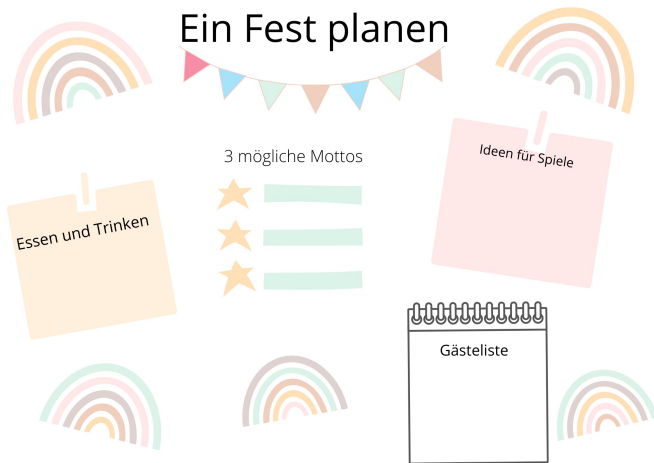 Ein Fest planen
3 mögliche Mottos
Ideen für Spiele
Essen und Trinken
Gästeliste